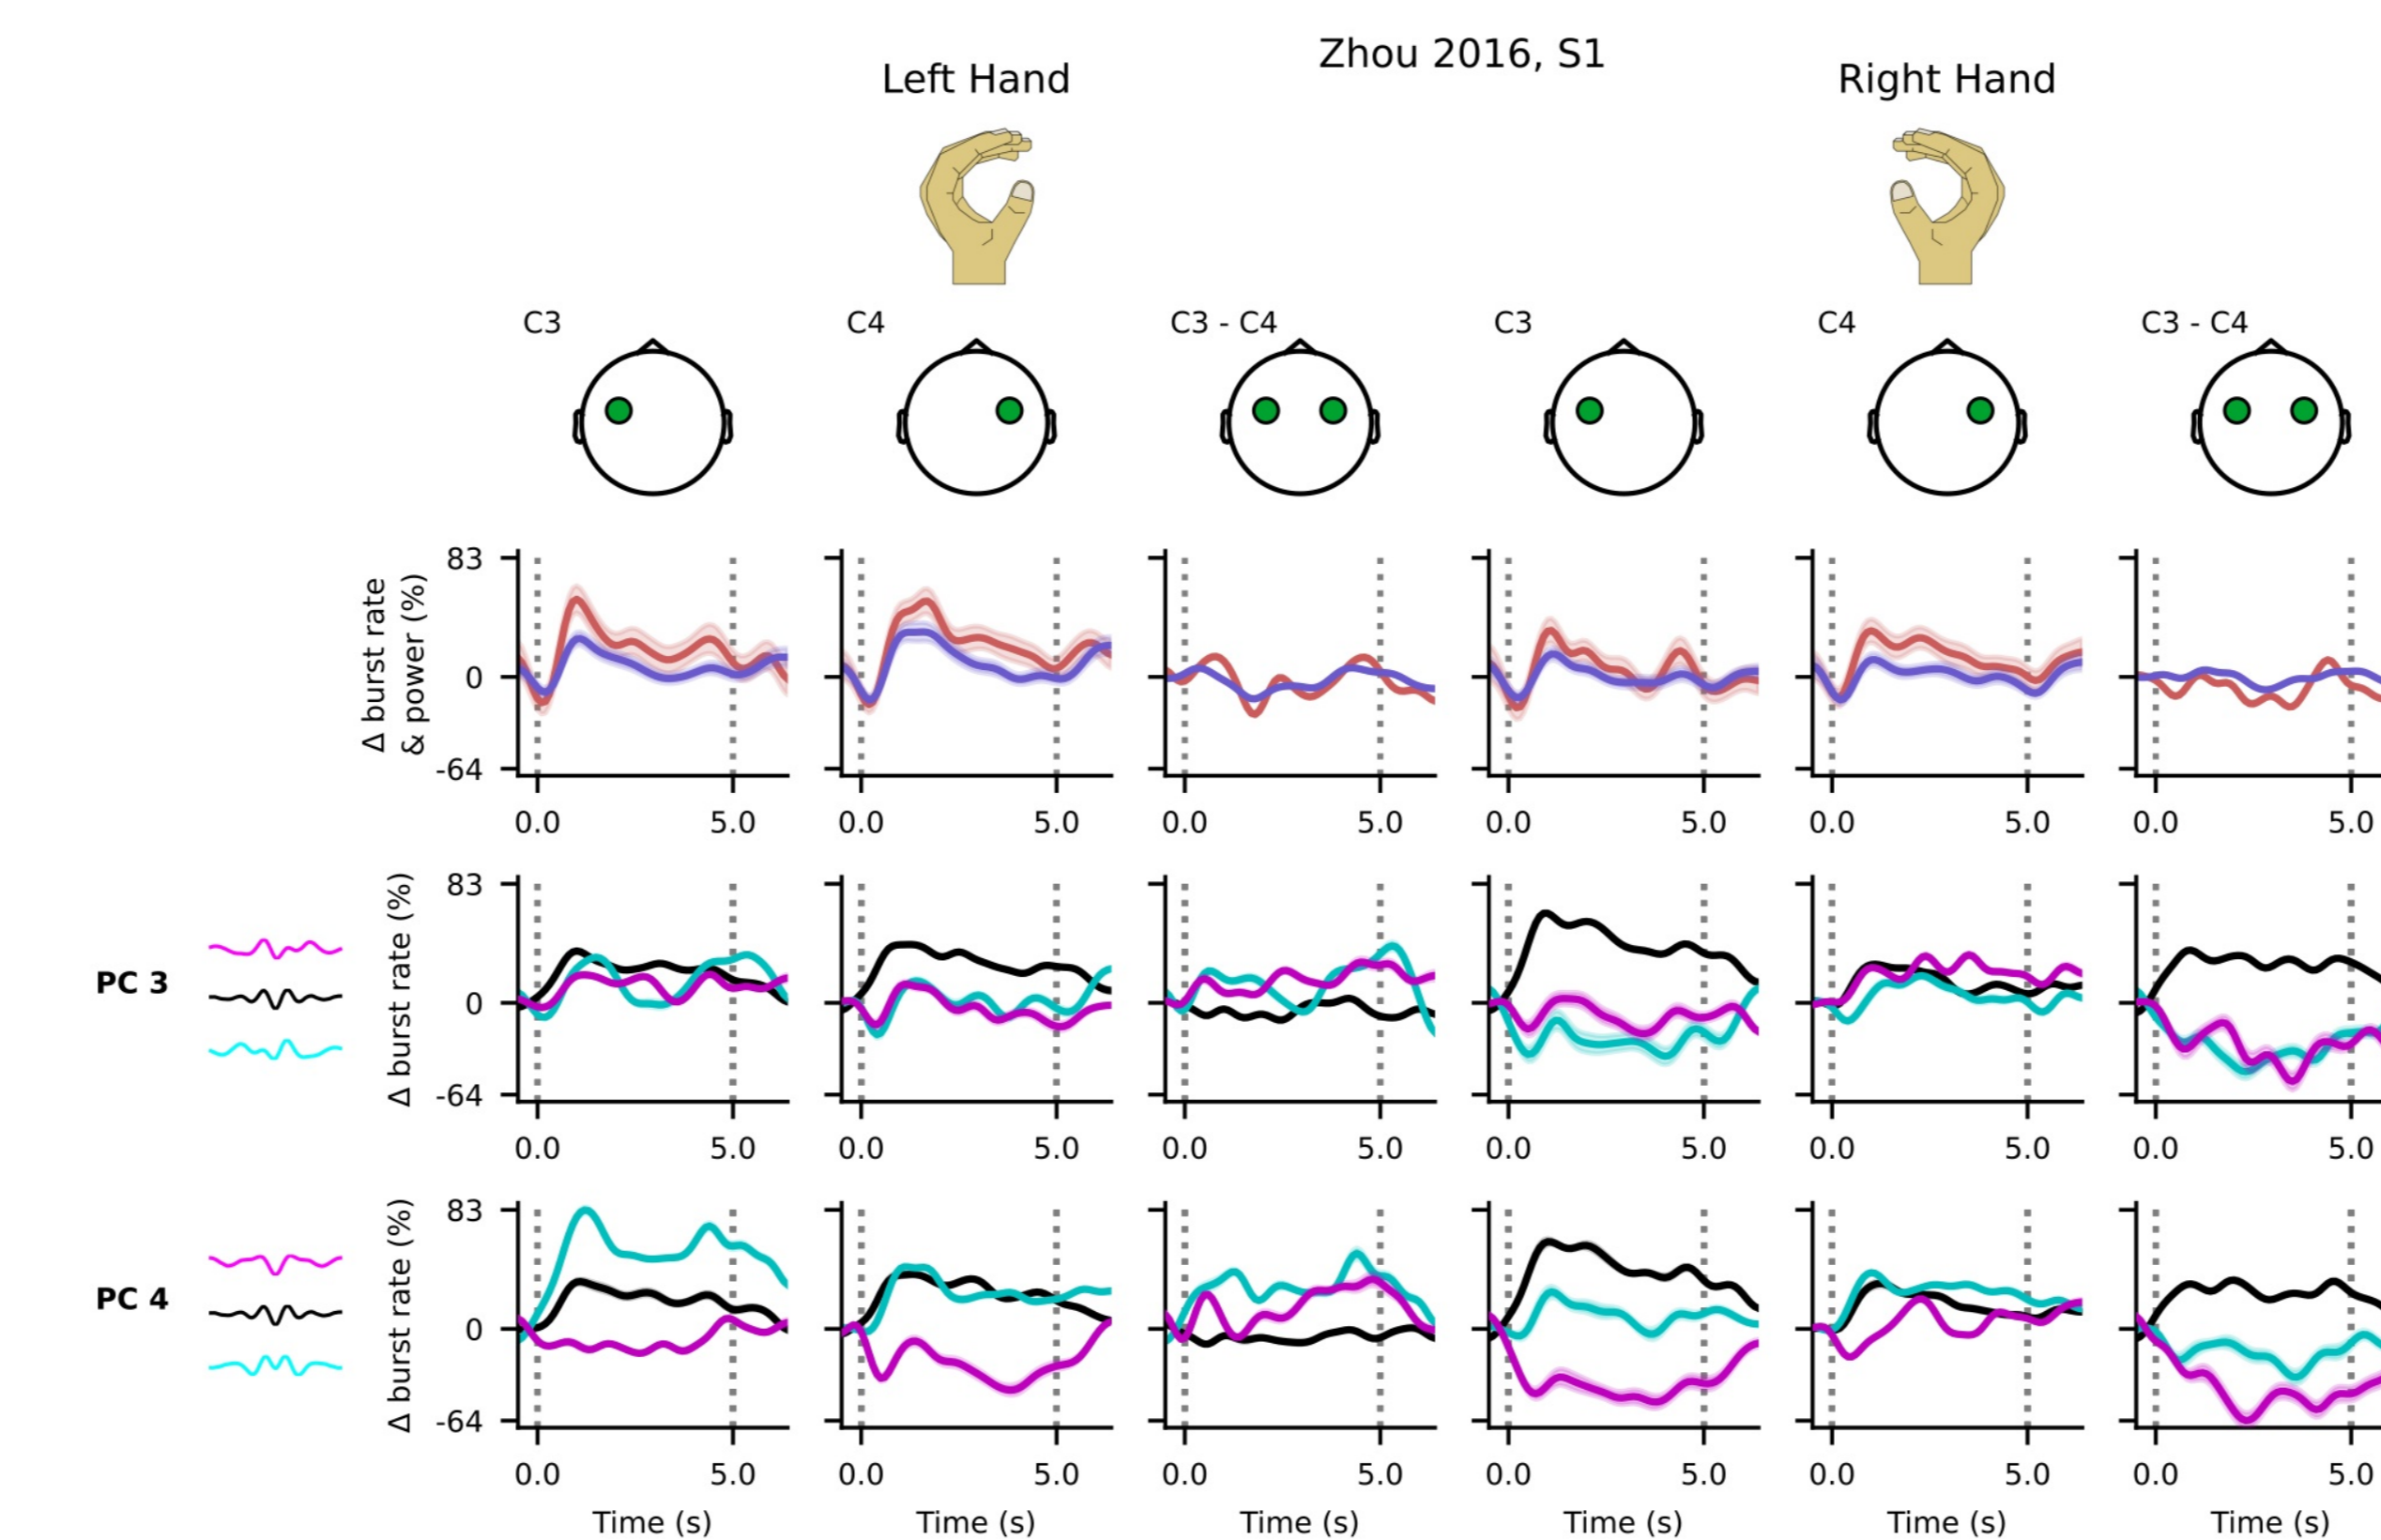 Zhou 2016, S1
Left Hand Right Hand
C3 C4 C3 - C4 C3 C4 C3 - C4
Δ burst rate
& power (%)
83
0
-64
0.0 5.0 0.0 5.0 0.0 5.0 0.0 5.0 0.0 5.0 0.0 5.0
PC 3
Δ burst rate (%)
83
0
-64
0.0 5.0 0.0 5.0 0.0 5.0 0.0 5.0 0.0 5.0 0.0 5.0
PC 4
Δ burst rate (%)
83
0
-64
0.0 5.0 0.0 5.0 0.0 5.0 0.0 5.0 0.0 5.0 0.0 5.0
Time (s) Time (s) Time (s) Time (s) Time (s) Time (s)